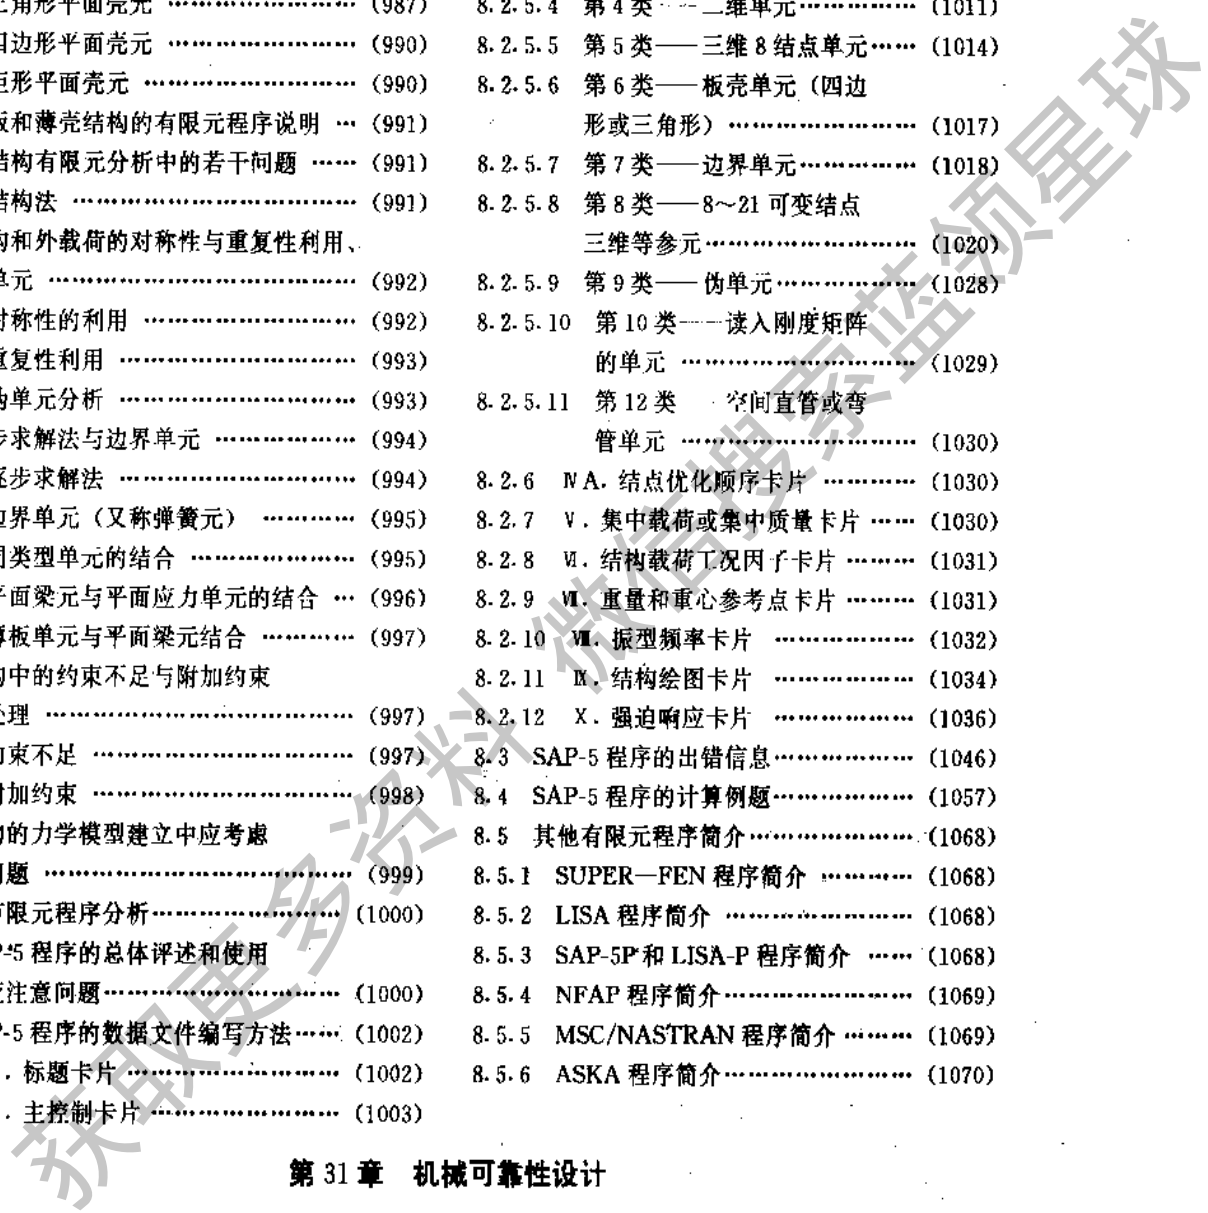 角形平面壳元 ………………… (987)
边形平面壳元 ………………… (990)
形平面壳元 ………………… (990)
和薄壳结构的有限元程序说明 … (991)
结构有限元分析中的若干问题 …… (991)
结构法 ………………… (991)
和外载荷的对称性与重复性利用、
单元 ………………… (992)
对称性的利用 ………………… (992)
重复性利用 ………………… (993)
单元分析 ………………… (993)
步求解法与边界单元 ……………… (994)
逐步求解法 ………………… (994)
边界单元（又称弹簧元） ………… (995)
同类型单元的结合 ……………… (995)
平面梁元与平面应力单元的结合 … (996)
薄板单元与平面梁元结合 ………… (997)
中的约束不足与附加约束
处理 ………………… (997)
约束不足 ………………… (997)
附加约束 ………………… (998)
的力学模型建立中应考虑
问题 ………………… (999)
有限元程序分析………………… (1000)
-5 程序的总体评述和使用
注意问题………………… (1000)
-5 程序的数据文件编写方法…… (1002)
. 标题卡片 ………………… (1002)
. 主控制卡片 ………………… (1003)
8.2.5.4 第 4 类——二维单元…………… (1011)
8.2.5.5 第 5 类——三维 8 结点单元…… (1014)
8.2.5.6 第 6 类——板壳单元（四边
形或三角形） ………………… (1017)
8.2.5.7 第 7 类——边界单元…………… (1018)
8.2.5.8 第 8 类——8～21 可变结点
三维等参元………………… (1020)
8.2.5.9 第 9 类——伪单元……………… (1028)
8.2.5.10 第 10 类——读入刚度矩阵
的单元 ………………… (1029)
8.2.5.11 第 12 类 空间直管或弯
管单元 ………………… (1030)
8.2.6 ⅣA. 结点优化顺序卡片 ………… (1030)
8.2.7 Ⅴ. 集中载荷或集中质量卡片 …… (1030)
8.2.8 Ⅵ. 结构载荷工况因子卡片 ……… (1031)
8.2.9 Ⅶ. 重量和重心参考点卡片 ……… (1031)
8.2.10 Ⅷ. 振型频率卡片 ……………… (1032)
8.2.11 Ⅸ. 结构绘图卡片 ……………… (1034)
8.2.12 Ⅹ. 强迫响应卡片 ……………… (1036)
8.3 SAP-5 程序的出错信息……………… (1046)
8.4 SAP-5 程序的计算例题……………… (1057)
8.5 其他有限元程序简介………………… (1068)
8.5.1 SUPER—FEN 程序简介 ………… (1068)
8.5.2 LISA 程序简介 ………………… (1068)
8.5.3 SAP-5P 和 LISA-P 程序简介 …… (1068)
8.5.4 NFAP 程序简介………………… (1069)
8.5.5 MSC/NASTRAN 程序简介 ……… (1069)
8.5.6 ASKA 程序简介………………… (1070)
第 31 章 机械可靠性设计
获取更多资料 微信搜索蓝领星球